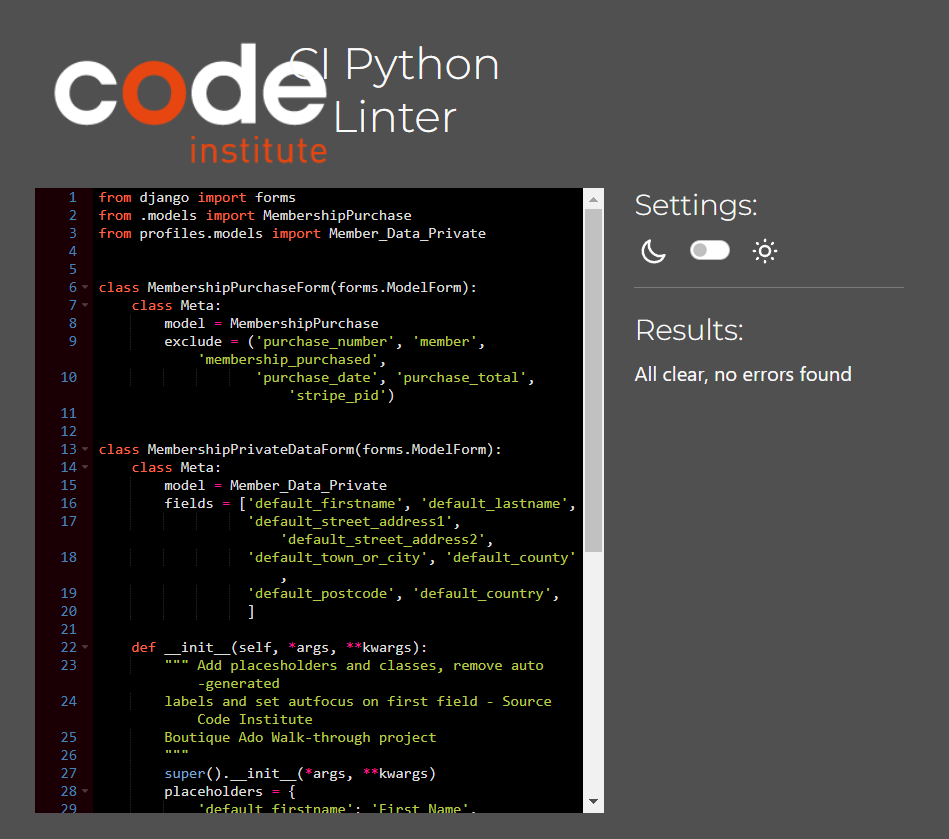 code
institute
CI Python
Linter
1 from django import forms
2 from .models import MembershipPurchase
3 from profiles.models import Member_Data_Private
4
5
6 class MembershipPurchaseForm(forms.ModelForm):
7 class Meta:
8 model = MembershipPurchase
9 exclude = ('purchase_number', 'member',
'membership_purchased',
10 'purchase_date', 'purchase_total',
'stripe_pid')
11
12
13 class MembershipPrivateDataForm(forms.ModelForm):
14 class Meta:
15 model = Member_Data_Private
16 fields = ['default_firstname', 'default_lastname',
17 'default_street_address1',
'default_street_address2',
18 'default_town_or_city', 'default_county'
,
19 'default_postcode', 'default_country',
20 ]
21
22 def __init__(self, *args, **kwargs):
23 """ Add placesholders and classes, remove auto
-generated
24 labels and set autfocus on first field - Source
Code Institute
25 Boutique Ado Walk-through project
26 """
27 super().__init__(*args, **kwargs)
28 placeholders = {
29 'default_firstname': 'First Name',
Settings:
Results:
All clear, no errors found